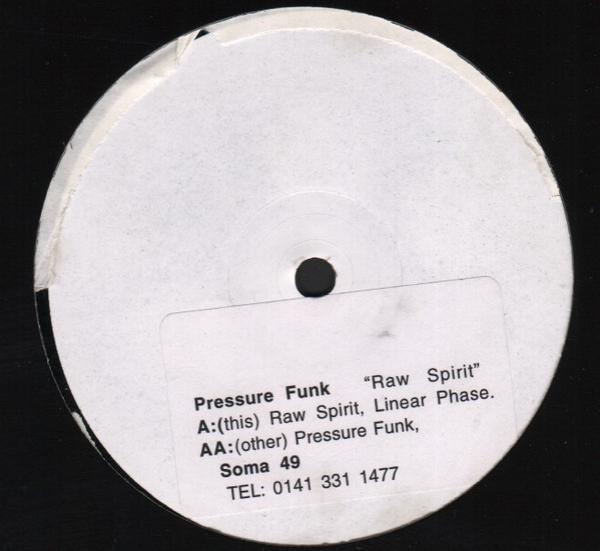 Pressure Funk “Raw Spirit”
A:(this) Raw Spirit, Linear Phase.
AA:(other) Pressure Funk,
Soma 49
TEL: 0141 331 1477